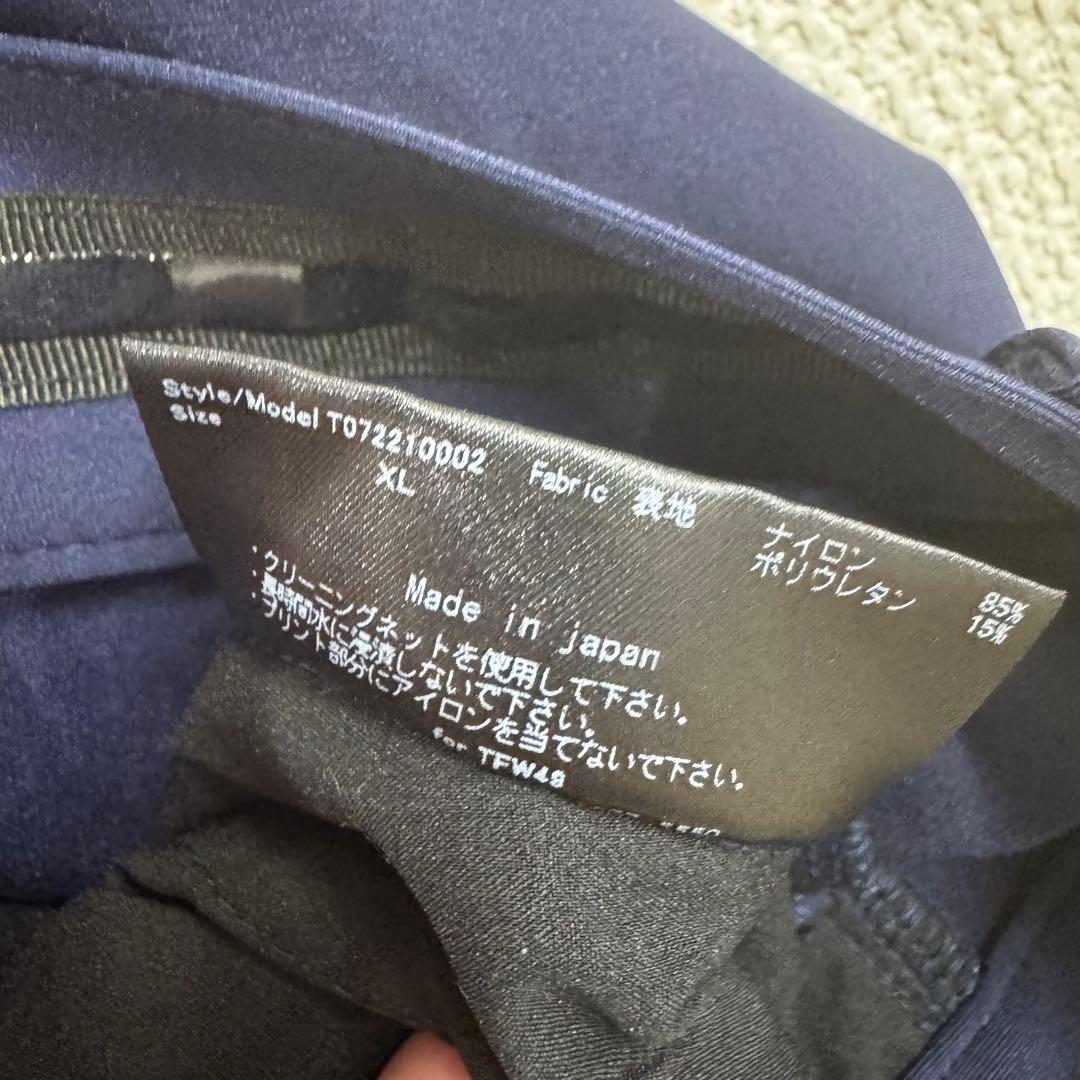 Style/Model T072210002 Fabric 表地 ナイロン 85%
ポリウレタン 15%
Size XL
Made in japan
・クリーニングネットを使用して下さい。
・長時間水に浸漬しないで下さい。
・プリント部分にアイロンを当てないで下さい。
for TFW49